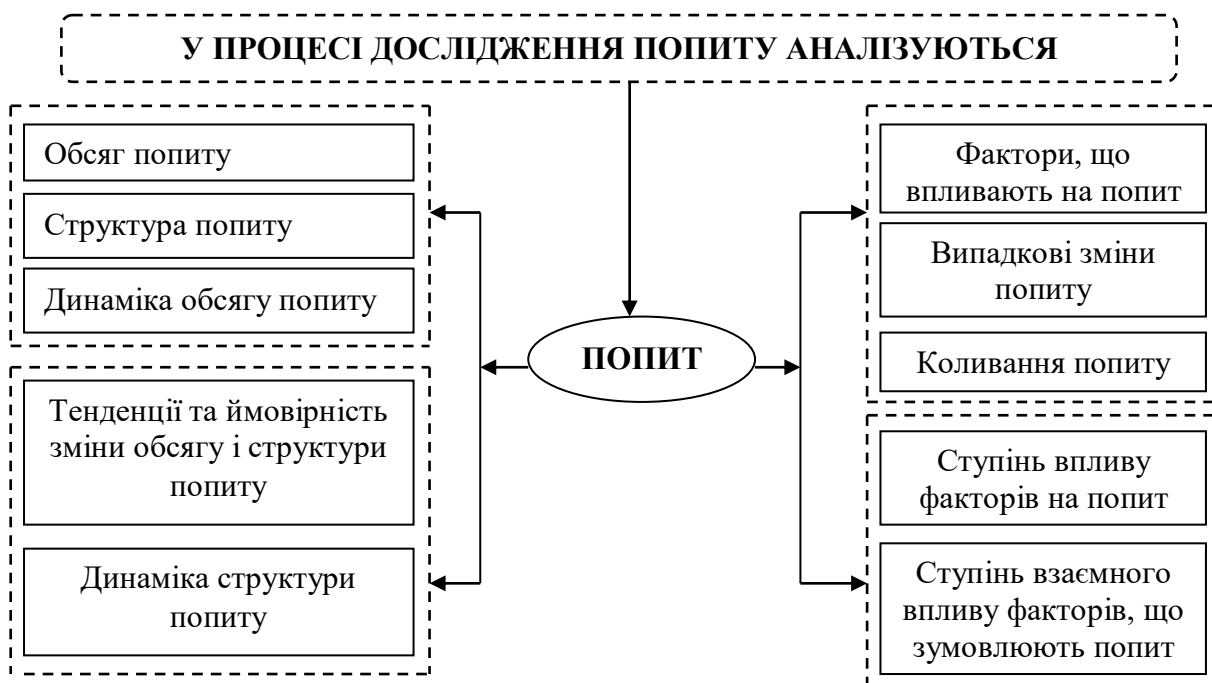 У ПРОЦЕСІ ДОСЛІДЖЕННЯ ПОПИТУ АНАЛІЗУЮТЬСЯ
Обсяг попиту
Структура попиту
Динаміка обсягу попиту
Тенденції та ймовірність
зміни обсягу і структури
попиту
Динаміка структури
попиту
ПОПИТ
Фактори, що
впливають на попит
Випадкові зміни
попиту
Коливання попиту
Ступінь впливу
факторів на попит
Ступінь взаємного
впливу факторів, що
зумовлюють попит